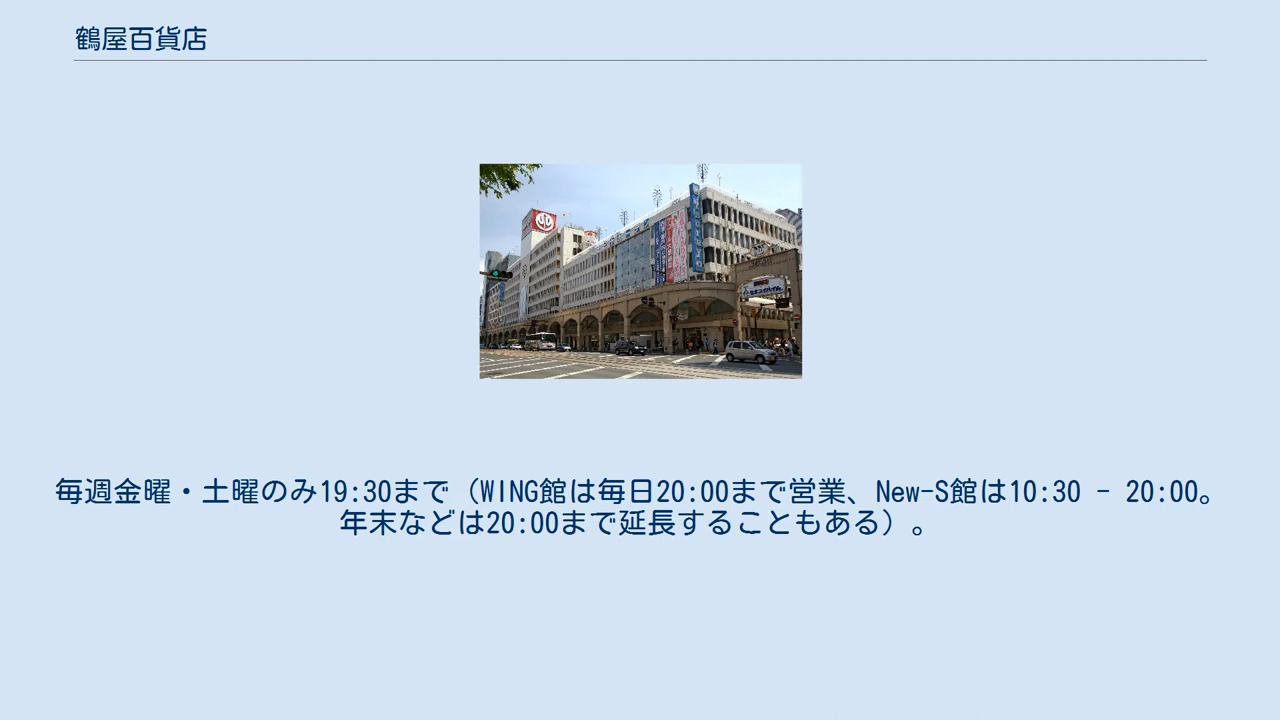 鶴屋百貨店
毎週金曜・土曜のみ19:30まで（WING館は毎日20:00まで営業、New-S館は10:30 - 20:00。
年末などは20:00まで延長することもある）。